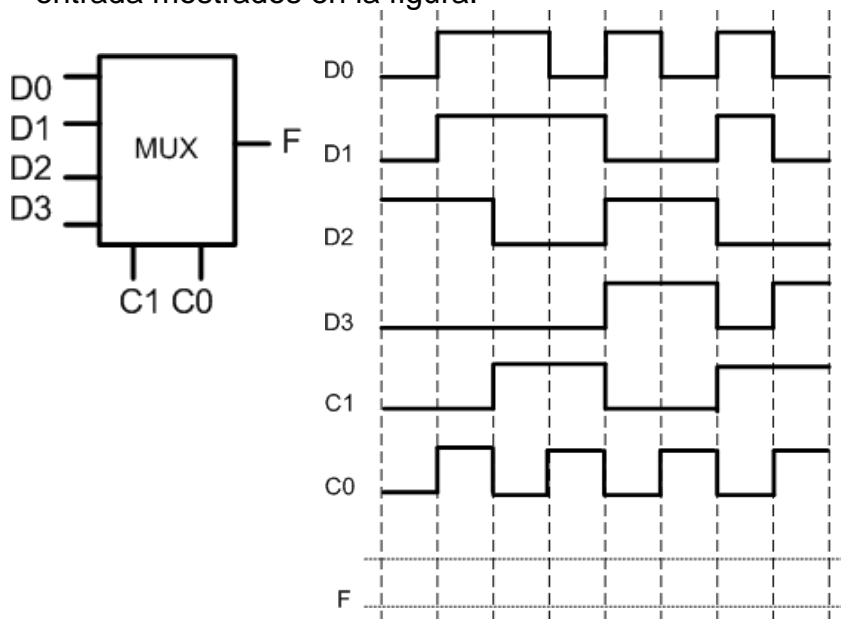 entrada mostrados en la figura.
D0
D1
D2
D3
MUX
F
C1 C0
D0
D1
D2
D3
C1
C0
F